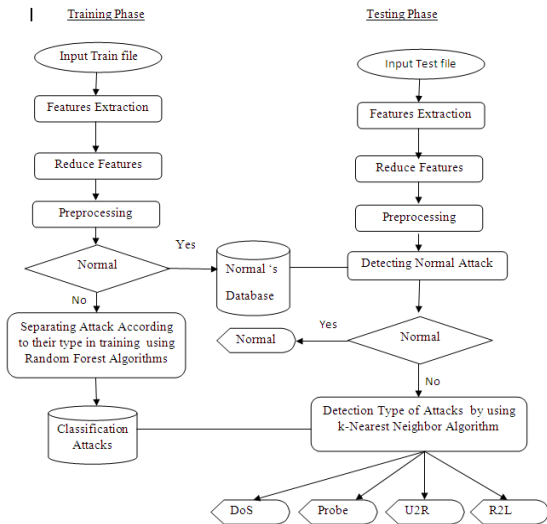 Training Phase
Testing Phase
Input Train file
Input Test file
Features Extraction
Features Extraction
Reduce Features
Reduce Features
Preprocessing
Preprocessing
Yes
Normal
Normal ‘s
Database
Detecting Normal Attack
No
Separating Attack According
to their type in training using
Random Forest Algorithms
Yes
Normal
Normal
No
Classification
Attacks
Detection Type of Attacks by using
k-Nearest Neighbor Algorithm
DoS
Probe
U2R
R2L